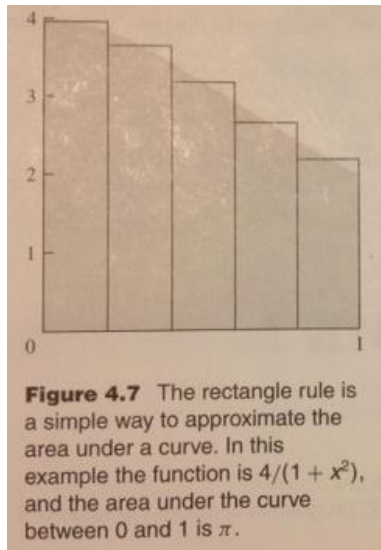 4
3
2
1
0 1
Figure 4.7 The rectangle rule is
a simple way to approximate the
area under a curve. In this
example the function is 4/(1 + x²),
and the area under the curve
between 0 and 1 is π.